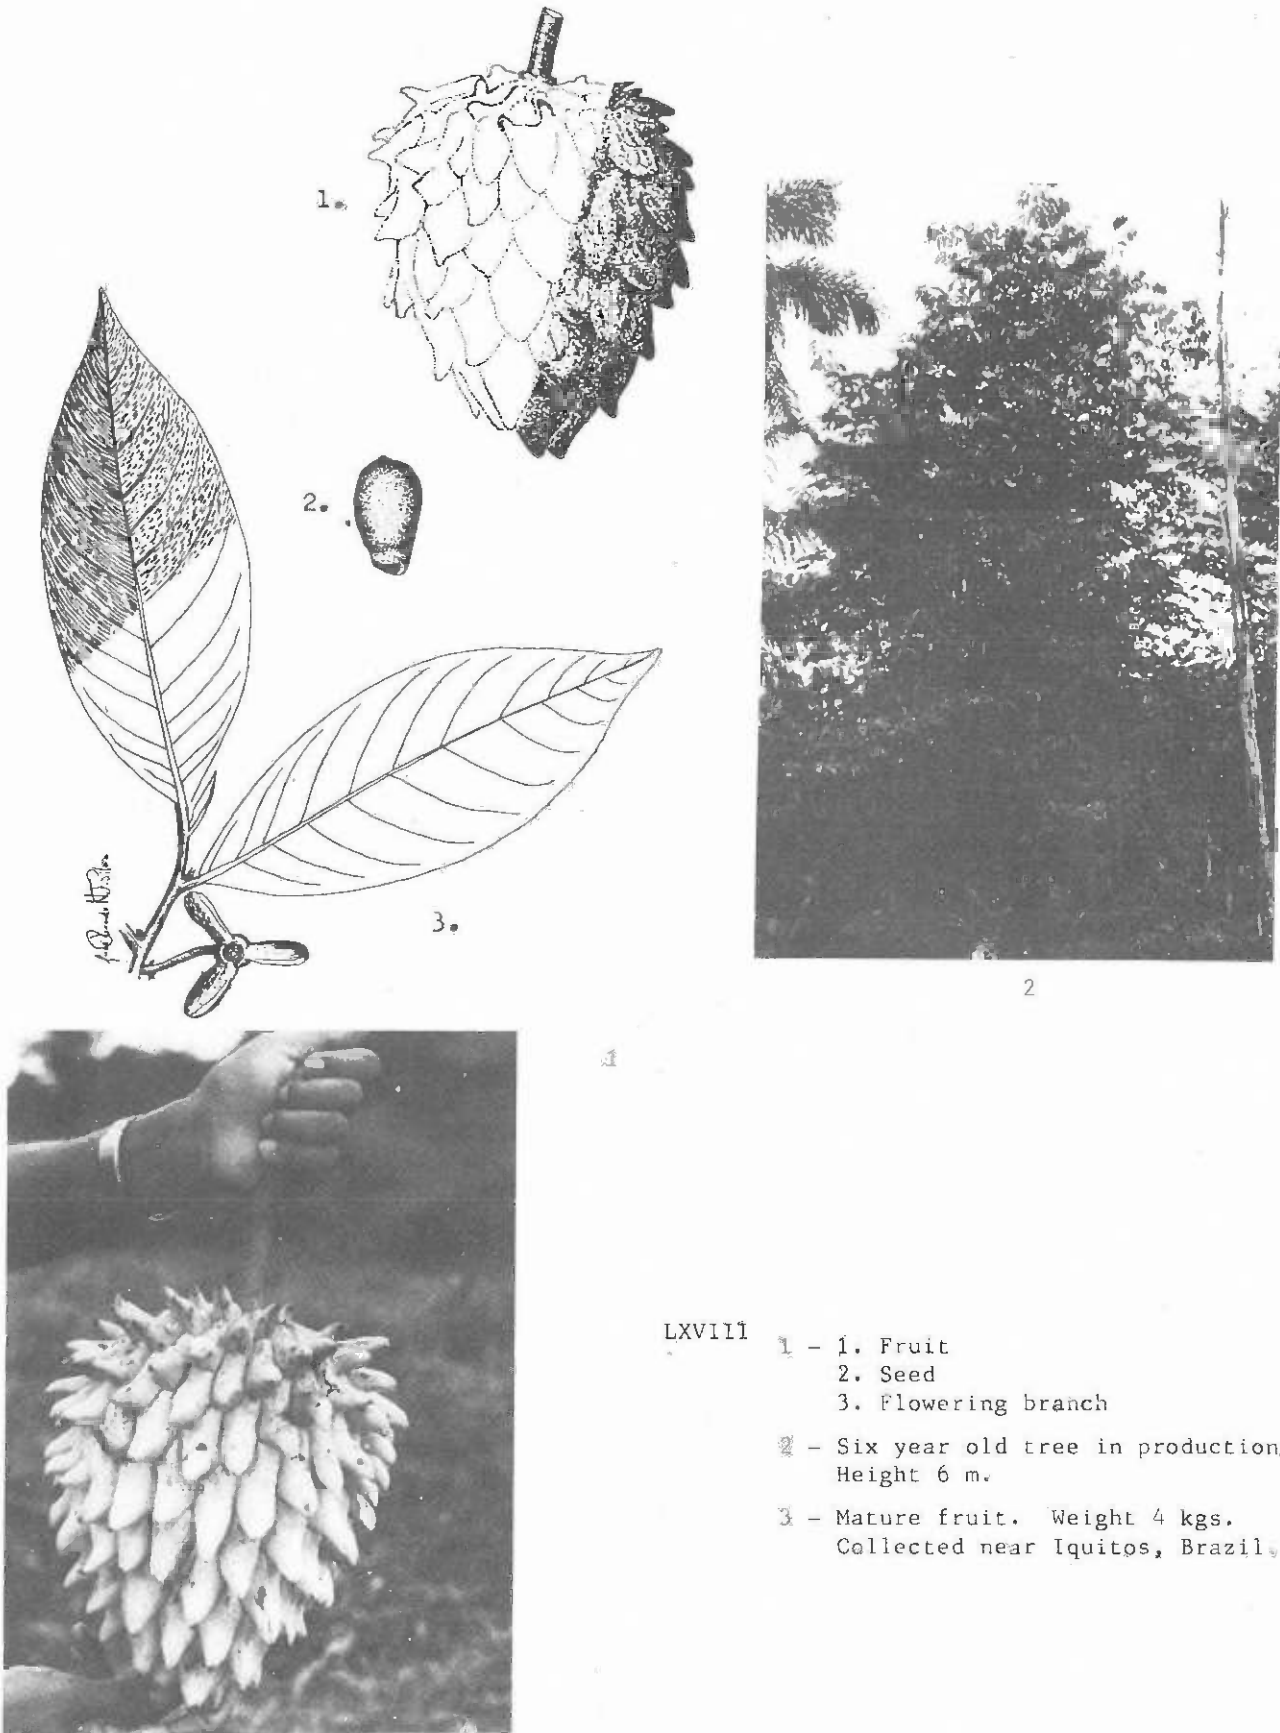 1.
2.
3.
2
1
LXVIII
1 - 1. Fruit
2. Seed
3. Flowering branch
2 - Six year old tree in production
Height 6 m.
3 - Mature fruit. Weight 4 kgs.
Collected near Iquitos, Brazil.